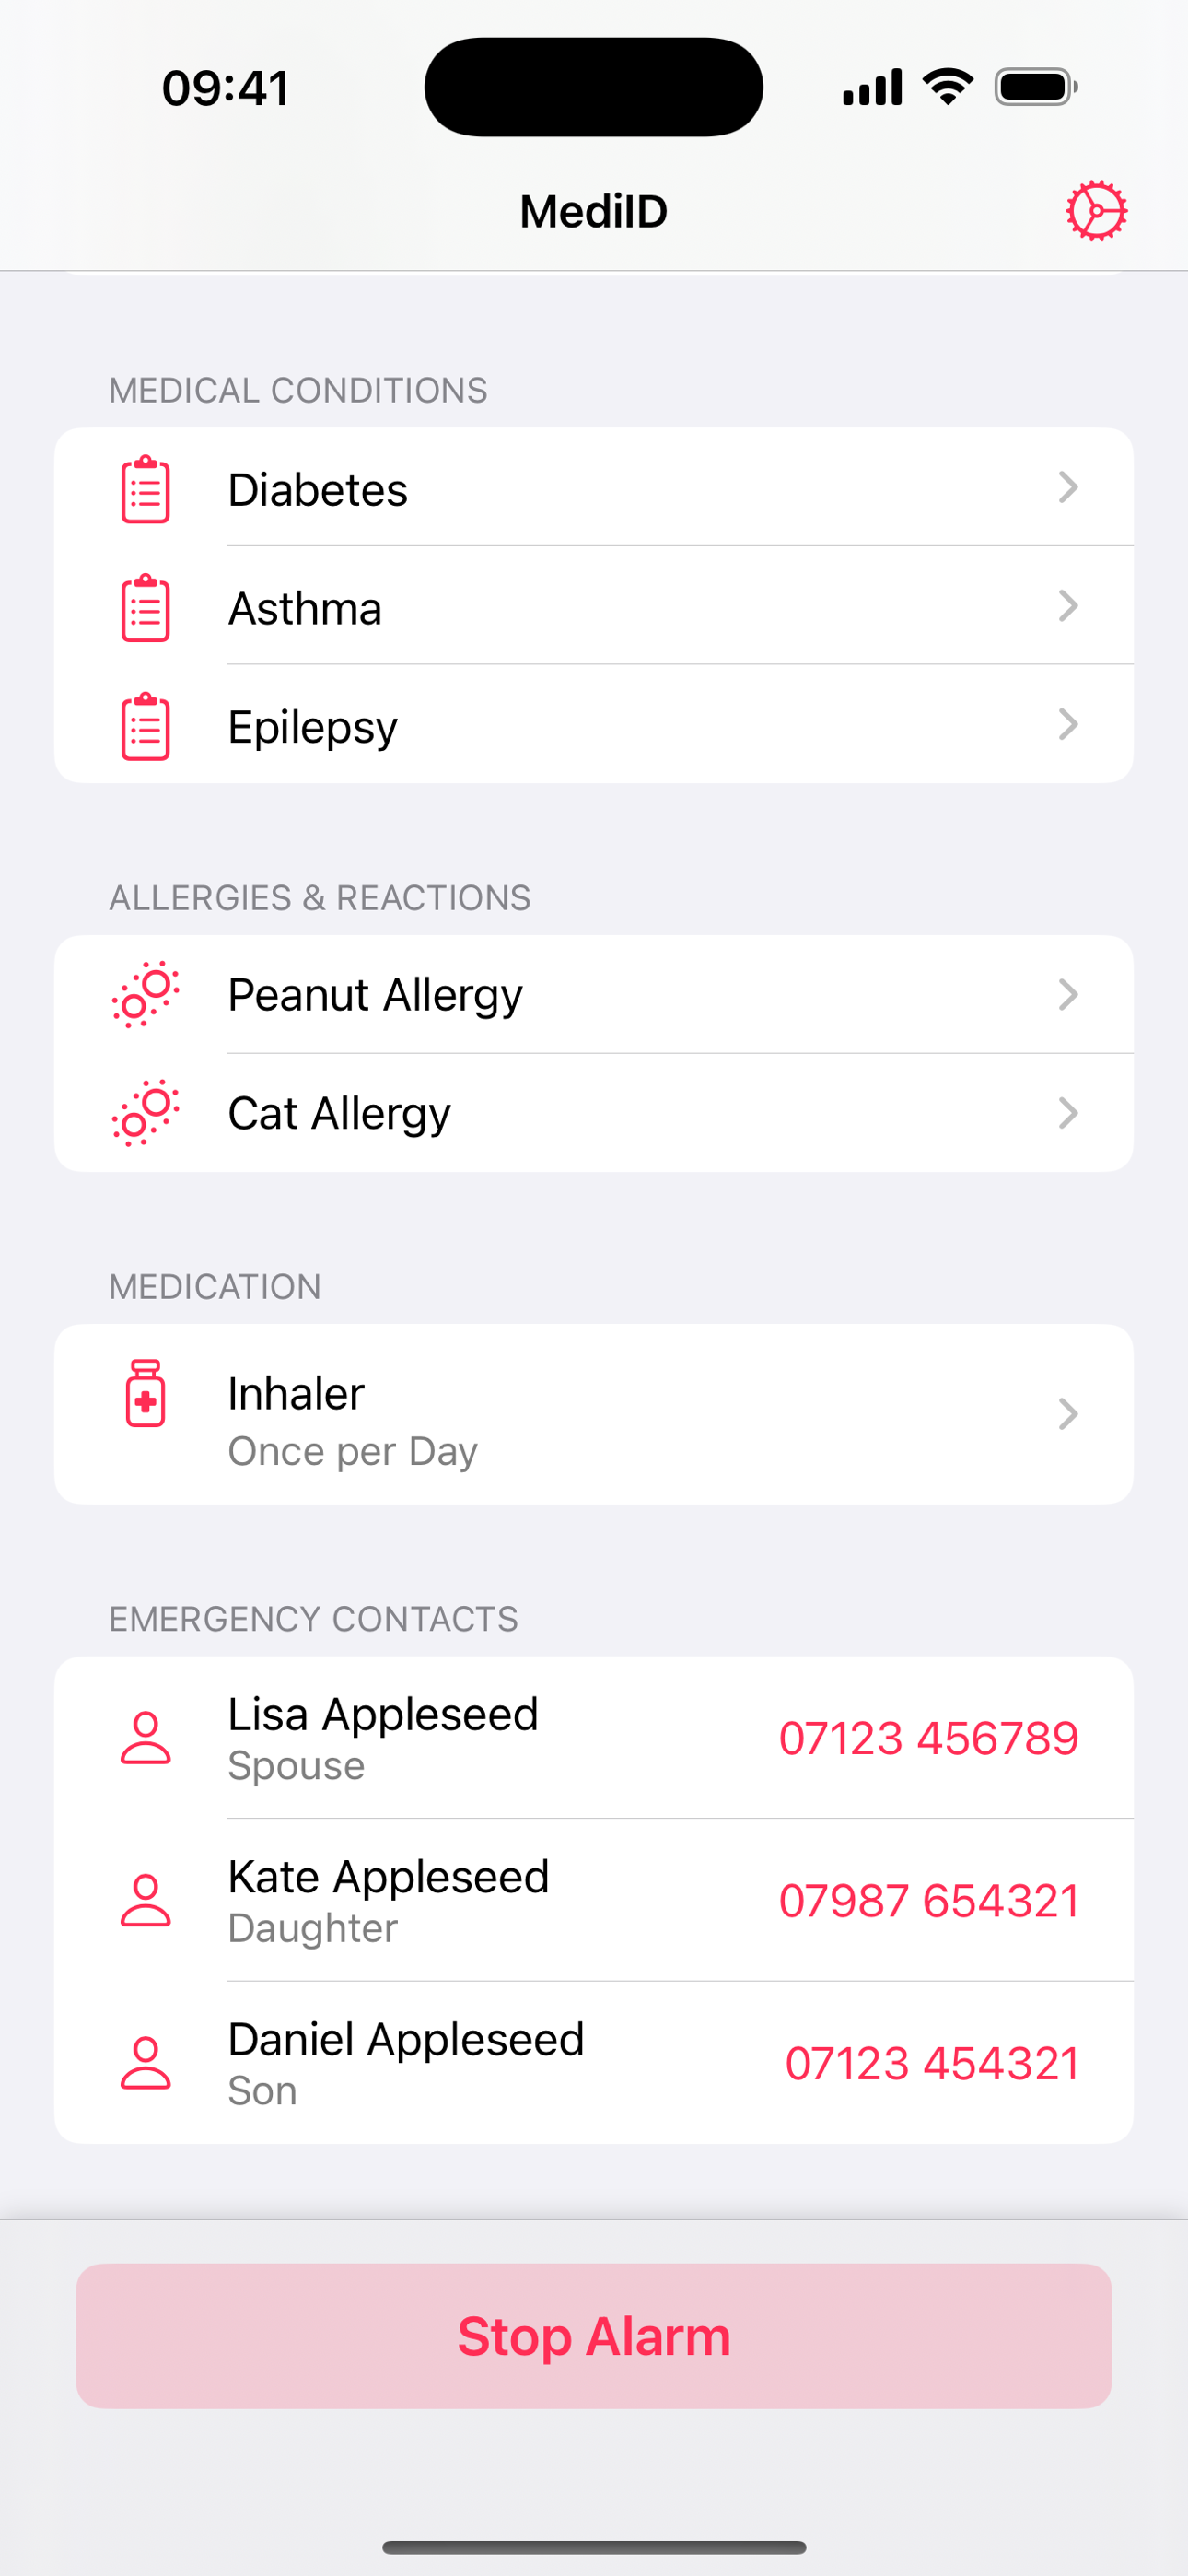 09:41
MediID
MEDICAL CONDITIONS
Diabetes
Asthma
Epilepsy
ALLERGIES & REACTIONS
Peanut Allergy
Cat Allergy
MEDICATION
Inhaler
Once per Day
EMERGENCY CONTACTS
Lisa Appleseed
Spouse
07123 456789
Kate Appleseed
Daughter
07987 654321
Daniel Appleseed
Son
07123 454321
Stop Alarm